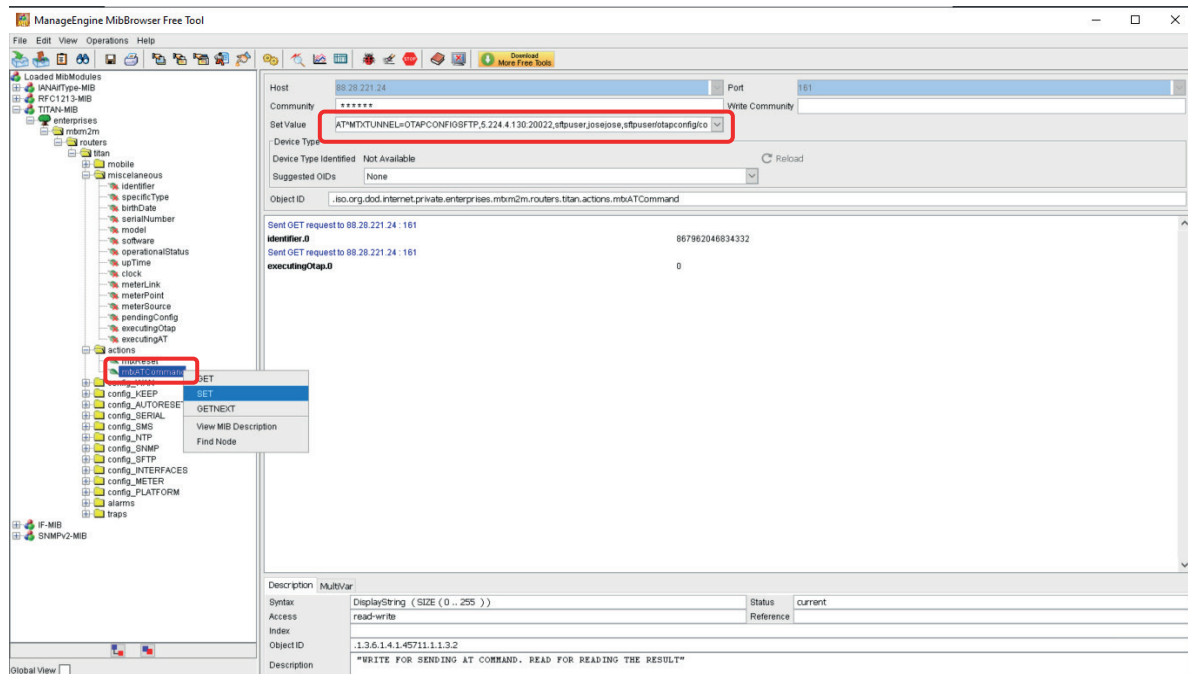 ManageEngine MibBrowser Free Tool
File Edit View Operations Help
Download
More Free Tools
Loaded MibModules
IANAifType-MIB
RFC1213-MIB
TITAN-MIB
enterprises
mtxm2m
routers
titan
mobile
miscelaneous
identifier
specificType
birthDate
serialNumber
model
software
operationalStatus
upTime
clock
meterLink
meterPoint
meterSource
pendingConfig
executingOtap
executingAT
actions
mtxReset
mtxATCommand
config_WAN
config_KEEP
config_AUTORESET
config_SERIAL
config_SMS
config_NTP
config_SNMP
config_SFTP
config_INTERFACES
config_METER
config_PLATFORM
alarms
traps
IF-MIB
SNMPv2-MIB
Global View
GET
SET
GETNEXT
View MIB Description
Find Node
Host 88.28.221.24 Port 161
Community ****** Write Community
Set Value AT^MTXTUNNEL=OTAPCONFIGSFTP,5.224.4.130:20022,sftpuser,josejose,sftpuser/otapconfig/co
Device Type
Device Type Identified Not Available Reload
Suggested OIDs None
Object ID .iso.org.dod.internet.private.enterprises.mtxm2m.routers.titan.actions.mtxATCommand
Sent GET request to 88.28.221.24 : 161
identifier.0 867962046834332
Sent GET request to 88.28.221.24 : 161
executingOtap.0 0
Description MultiVar
Syntax DisplayString ( SIZE ( 0 .. 255 ) ) Status current
Access read-write Reference
Index
Object ID .1.3.6.1.4.1.45711.1.1.3.2
Description "WRITE FOR SENDING AT COMMAND. READ FOR READING THE RESULT"